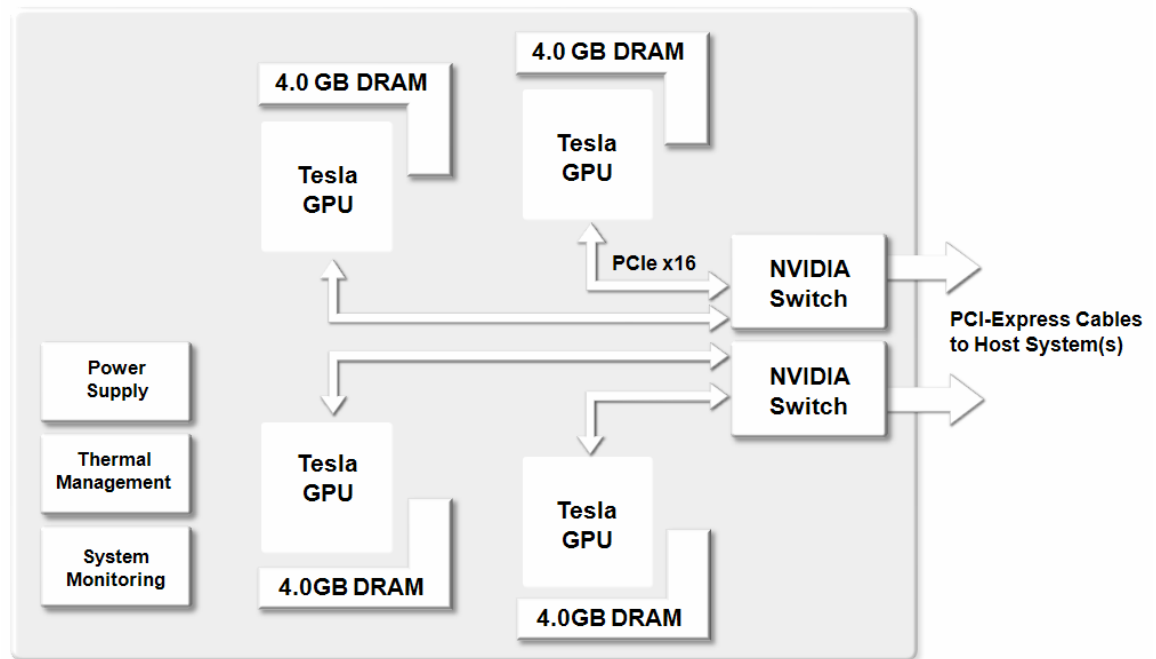 4.0 GB DRAM
Tesla
GPU
4.0 GB DRAM
Tesla
GPU
PCIe x16
NVIDIA
Switch
PCI-Express Cables
to Host System(s)
NVIDIA
Switch
Power
Supply
Thermal
Management
System
Monitoring
Tesla
GPU
4.0GB DRAM
Tesla
GPU
4.0GB DRAM